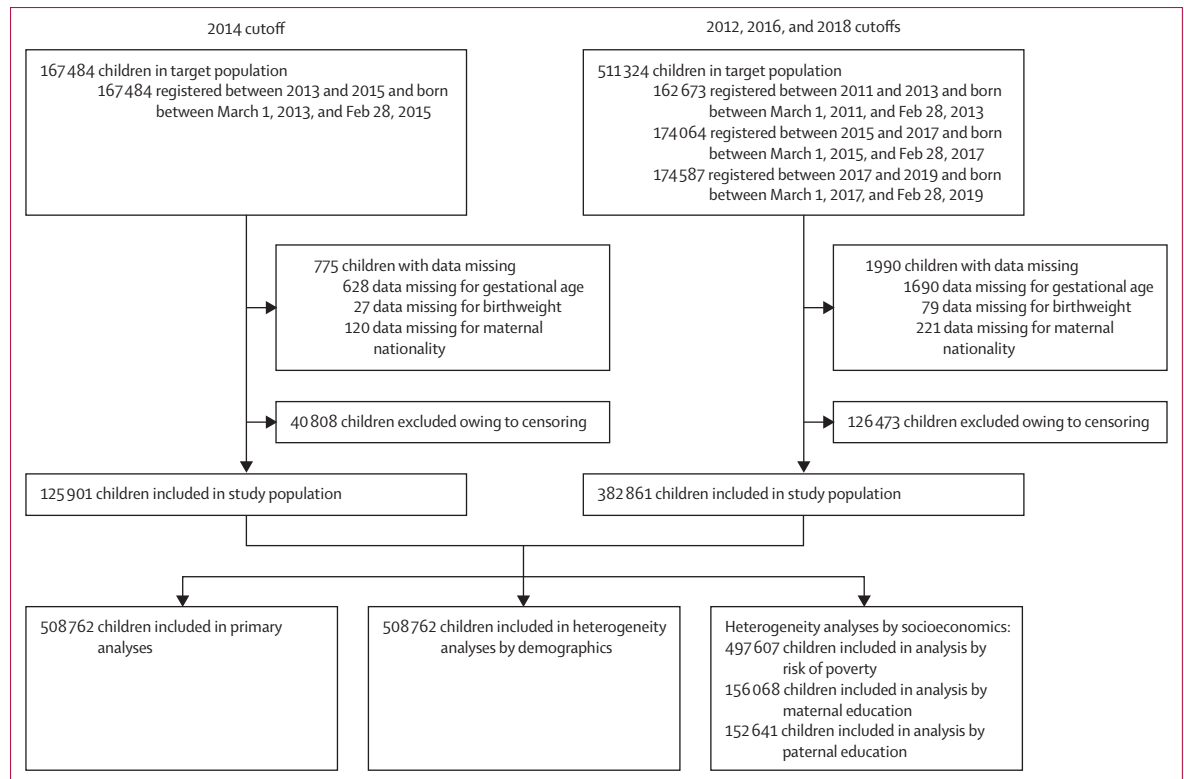 2014 cutoff
167 484 children in target population
167 484 registered between 2013 and 2015 and born
between March 1, 2013, and Feb 28, 2015
2012, 2016, and 2018 cutoffs
511 324 children in target population
162 673 registered between 2011 and 2013 and born
between March 1, 2011, and Feb 28, 2013
174 064 registered between 2015 and 2017 and born
between March 1, 2015, and Feb 28, 2017
174 587 registered between 2017 and 2019 and born
between March 1, 2017, and Feb 28, 2019
775 children with data missing
628 data missing for gestational age
27 data missing for birthweight
120 data missing for maternal
nationality
1990 children with data missing
1690 data missing for gestational age
79 data missing for birthweight
221 data missing for maternal
nationality
40 808 children excluded owing to censoring
126 473 children excluded owing to censoring
125 901 children included in study population
382 861 children included in study population
508 762 children included in primary
analyses
508 762 children included in heterogeneity
analyses by demographics
Heterogeneity analyses by socioeconomics:
497 607 children included in analysis by
risk of poverty
156 068 children included in analysis by
maternal education
152 641 children included in analysis by
paternal education